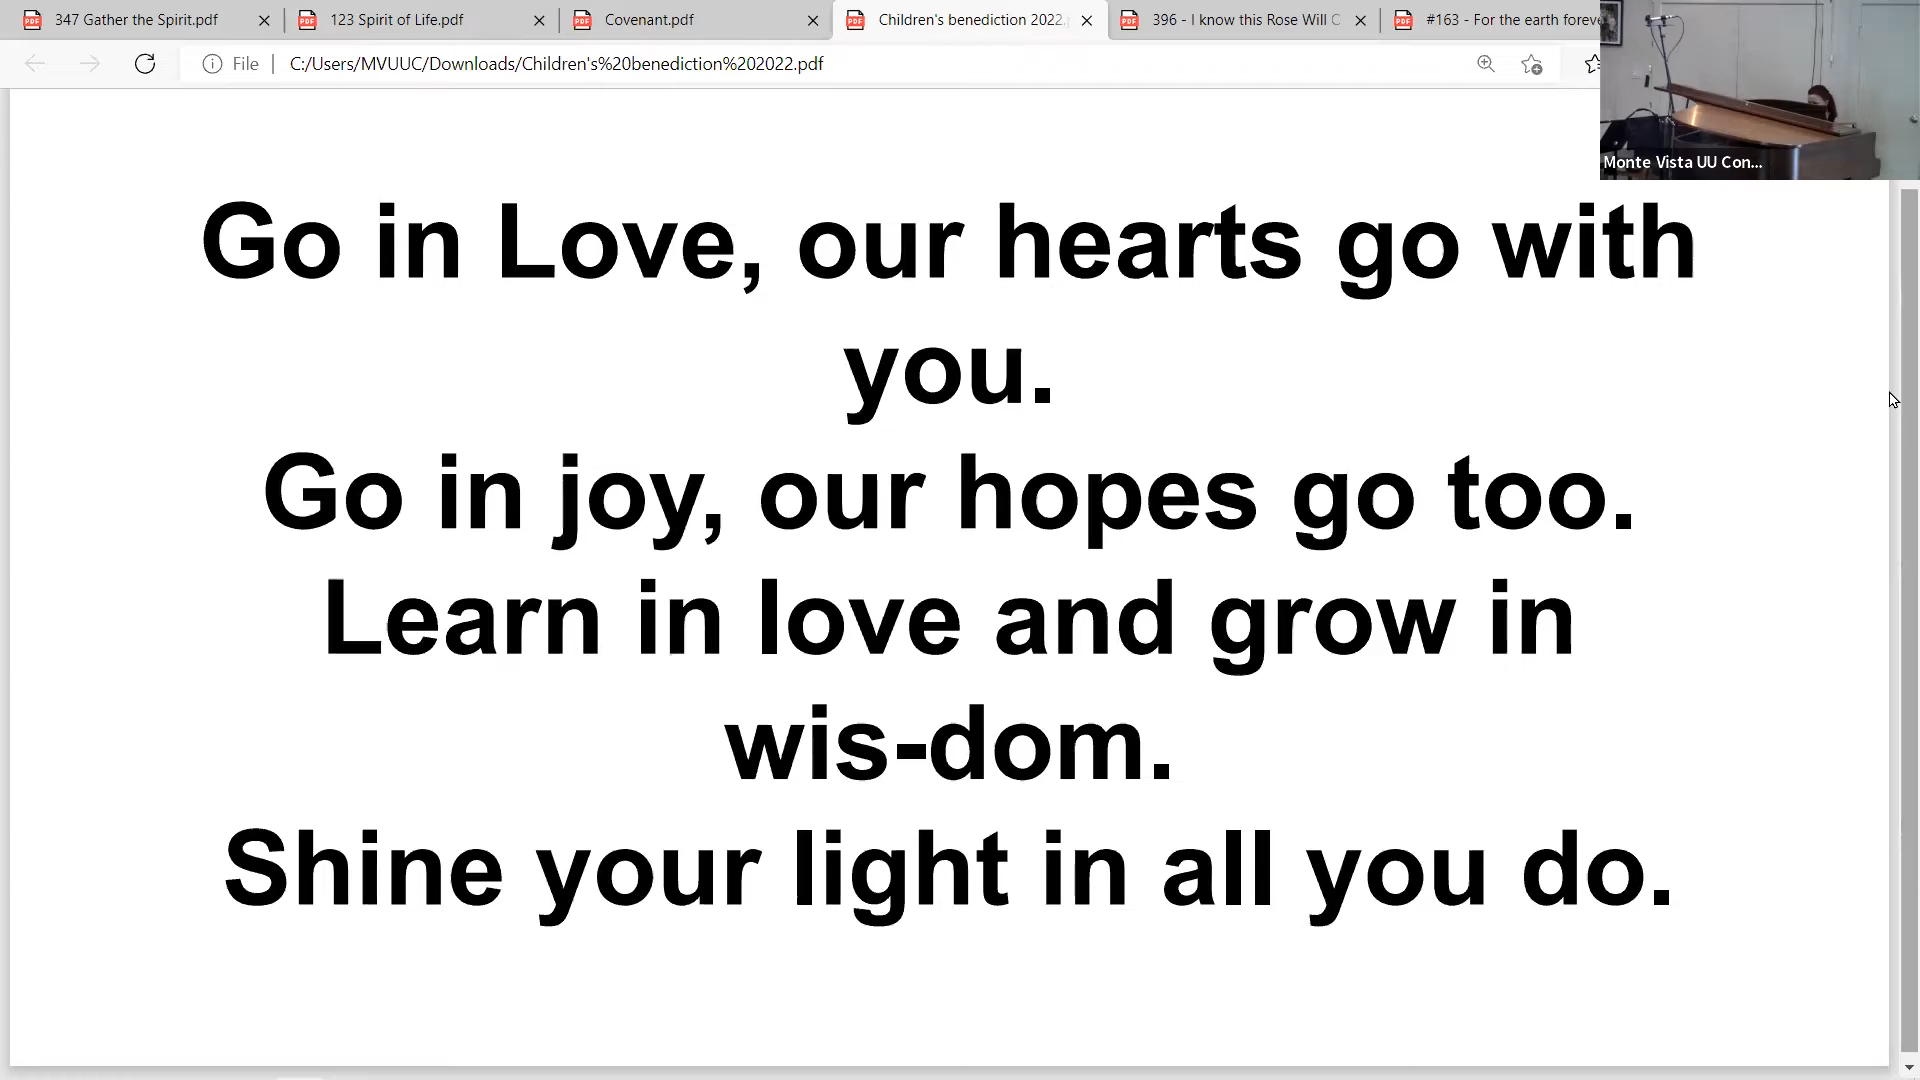 347 Gather the Spirit.pdf
123 Spirit of Life.pdf
Covenant.pdf
Children's benediction 2022.
396 - I know this Rose Will
#163 - For the earth foreve
File
C:/Users/MVUUC/Downloads/Children's%20benediction%202022.pdf
Monte Vista UU Con...
Go in Love, our hearts go with
you.
Go in joy, our hopes go too.
Learn in love and grow in
wis-dom.
Shine your light in all you do.